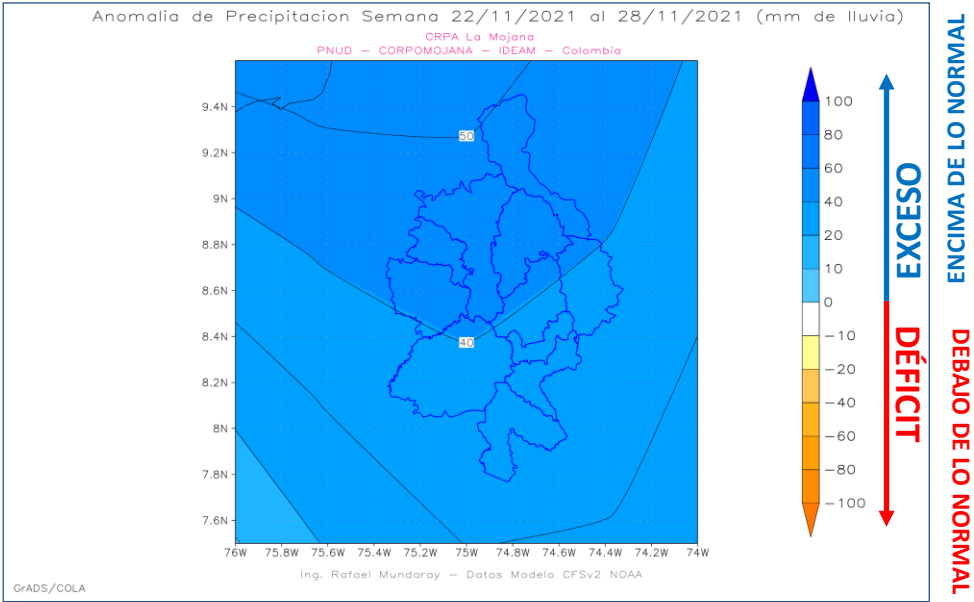 Anomalia de Precipitacion Semana 22/11/2021 al 28/11/2021 (mm de lluvia)
CRPA La Mojana
PNUD – CORPOMOJANA – IDEAM – Colombia
9.4N
9.2N
9N
8.8N
8.6N
8.4N
8.2N
8N
7.8N
7.6N
50
40
76W 75.8W 75.6W 75.4W 75.2W 75W 74.8W 74.6W 74.4W 74.2W 74W
100
80
60
40
20
10
0
−10
−20
−40
−60
−80
−100
EXCESO
DÉFICIT
ENCIMA DE LO NORMAL
DEBAJO DE LO NORMAL
Ing. Rafael Mundaray – Datos Modelo CFSv2 NOAA
GrADS/COLA